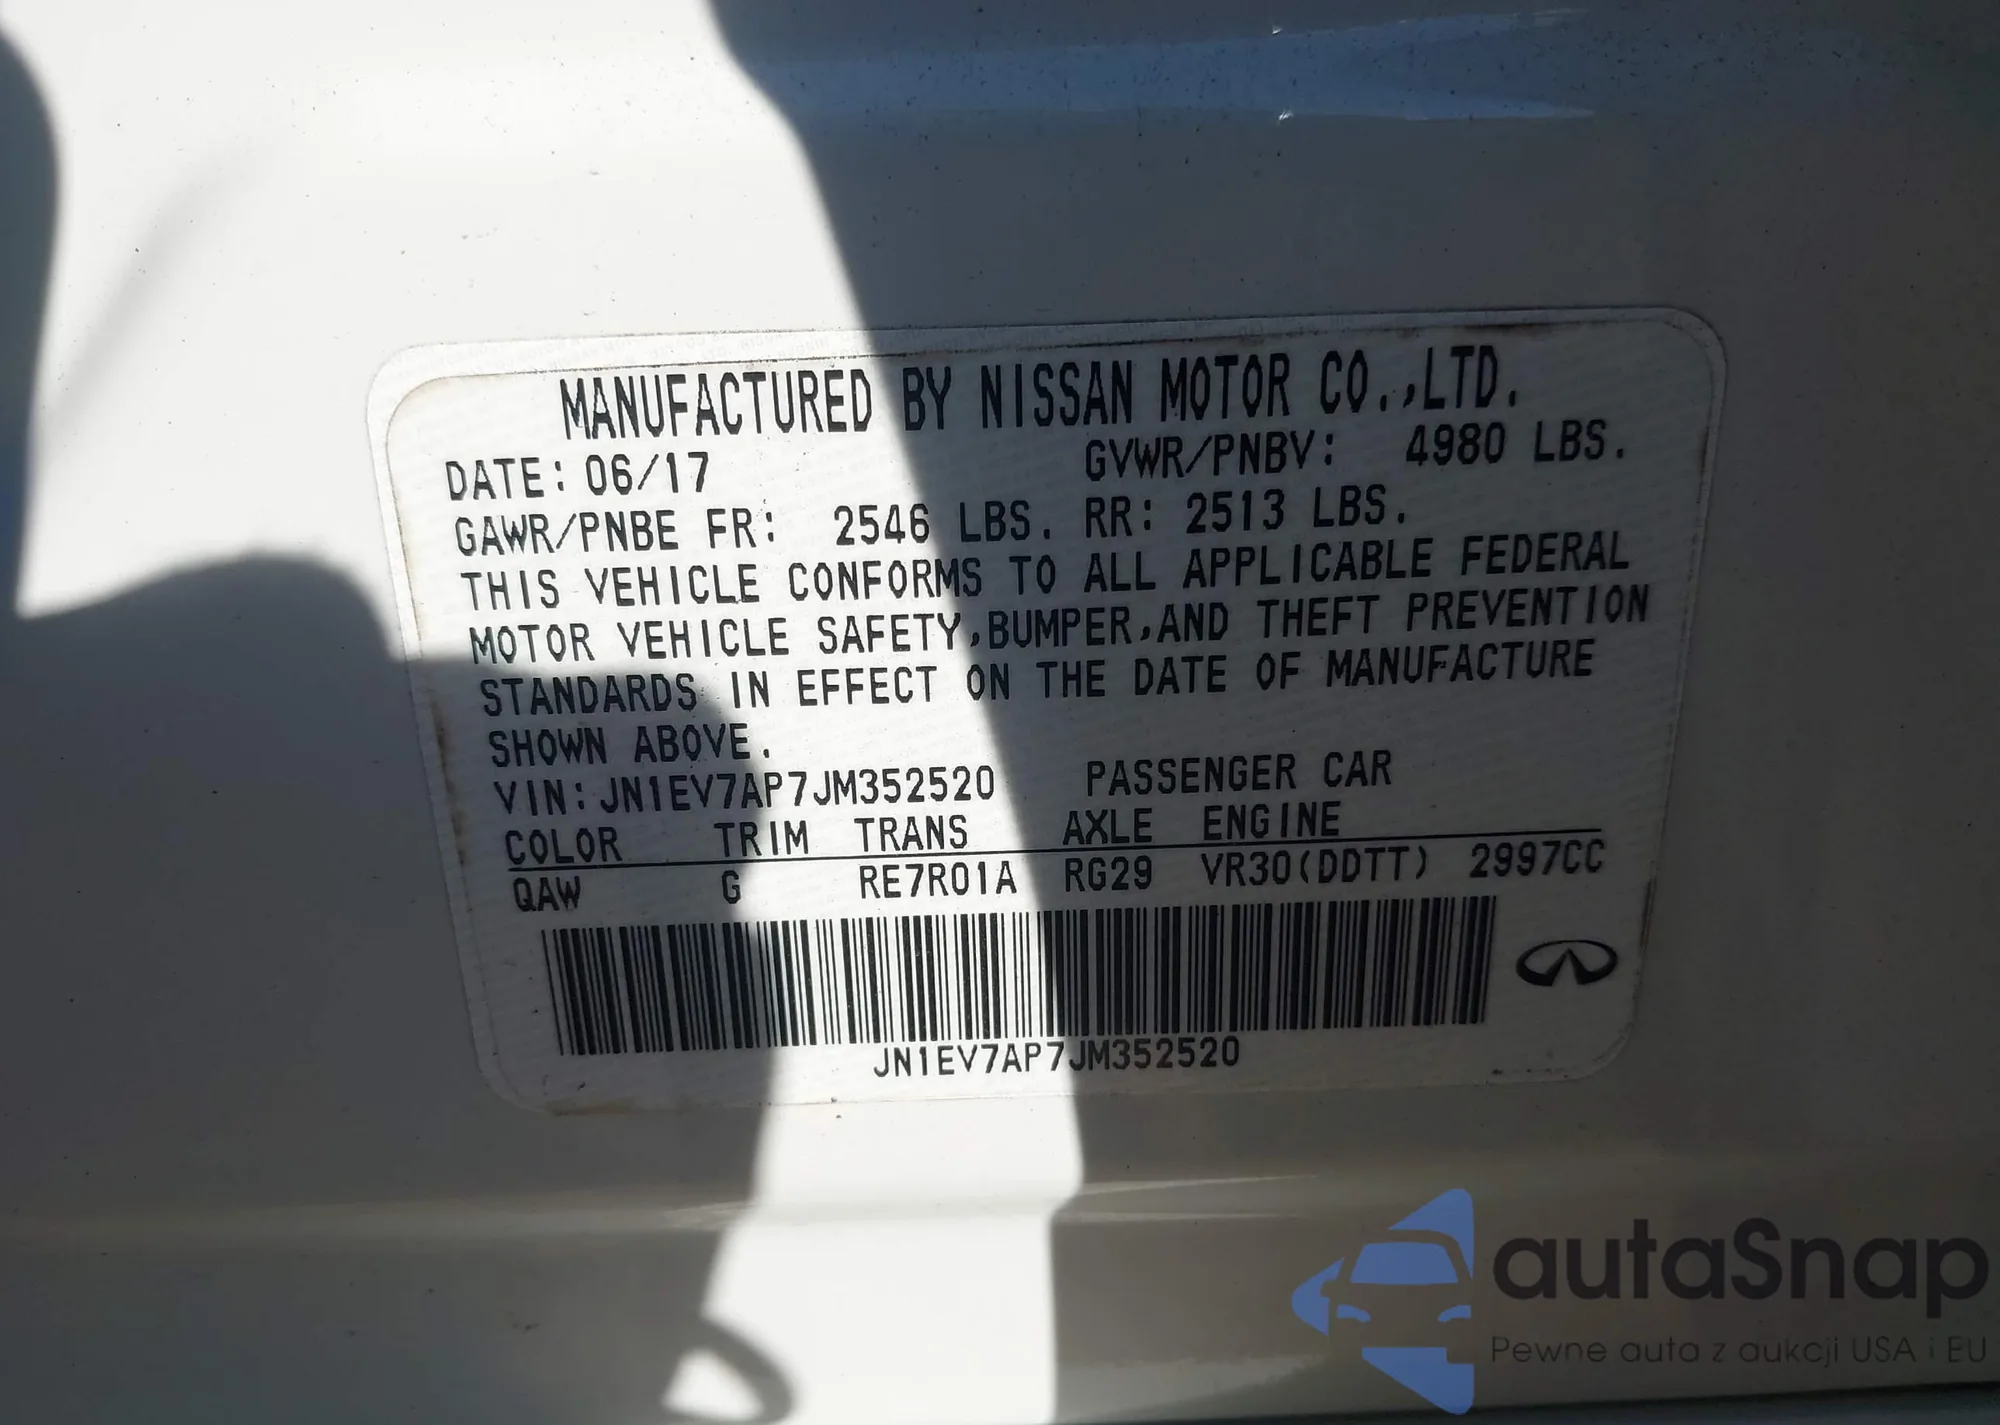 MANUFACTURED BY NISSAN MOTOR CO.,LTD.
DATE: 06/17 GVWR/PNBV: 4980 LBS.
GAWR/PNBE FR: 2546 LBS. RR: 2513 LBS.
THIS VEHICLE CONFORMS TO ALL APPLICABLE FEDERAL
MOTOR VEHICLE SAFETY,BUMPER,AND THEFT PREVENTION
STANDARDS IN EFFECT ON THE DATE OF MANUFACTURE
SHOWN ABOVE.
VIN:JN1EV7AP7JM352520 PASSENGER CAR
COLOR TRIM TRANS AXLE ENGINE
QAW G RE7R01A RG29 VR30(DDTT) 2997CC
JN1EV7AP7JM352520
autaSnap
Pewne auta z aukcji USA i EU